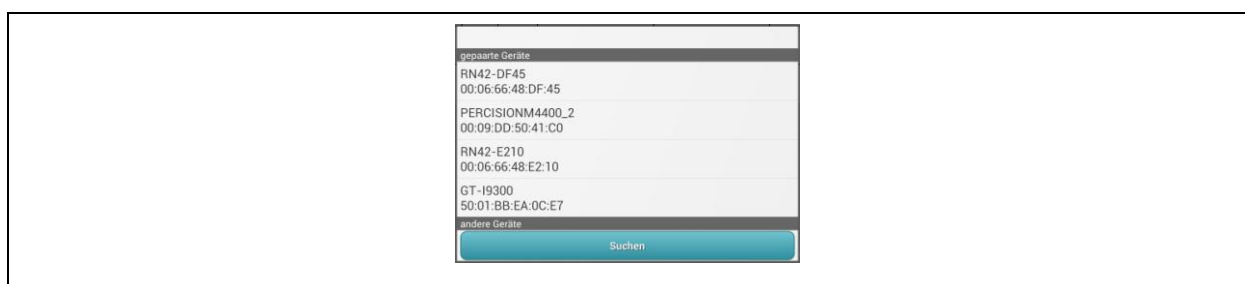 gepaarte Geräte
RN42-DF45
00:06:66:48:DF:45
PERCISIONM4400_2
00:09:DD:50:41:C0
RN42-E210
00:06:66:48:E2:10
GT-I9300
50:01:BB:EA:0C:E7
andere Geräte
Suchen